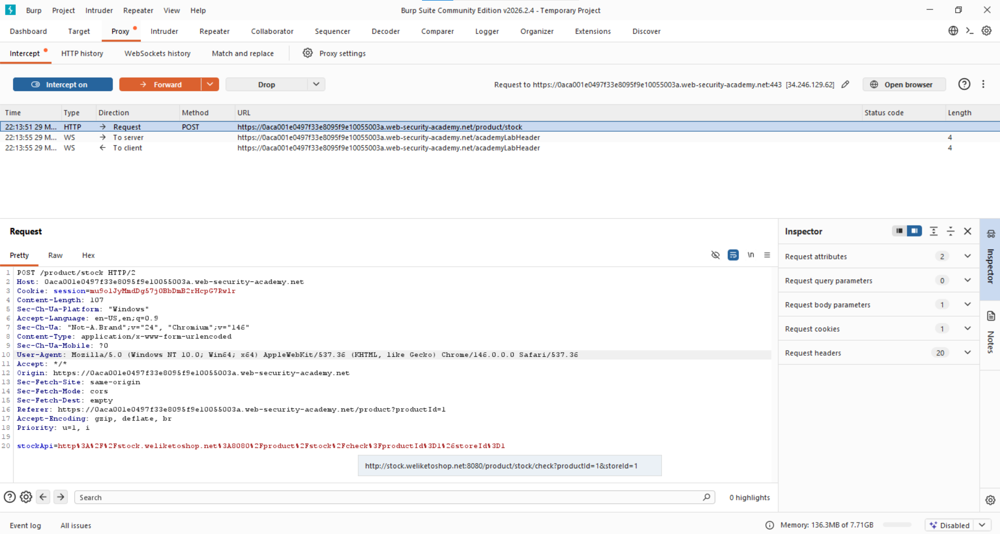 Burp Project Intruder Repeater View Help Burp Suite Community Edition v2026.2.4 - Temporary Project
Dashboard Target Proxy Intruder Repeater Collaborator Sequencer Decoder Comparer Logger Organizer Extensions Discover
Intercept HTTP history WebSockets history Match and replace Proxy settings
Intercept on Forward Drop Request to https://0aca001e0497f33e8095f9e10055003a.web-security-academy.net:443 [34.246.129.62] Open browser
Time Type Direction Method URL Status code Length
22:13:51 29 M... HTTP → Request POST https://0aca001e0497f33e8095f9e10055003a.web-security-academy.net/product/stock
22:13:55 29 M... WS → To server https://0aca001e0497f33e8095f9e10055003a.web-security-academy.net/academyLabHeader 4
22:13:55 29 M... WS ← To client https://0aca001e0497f33e8095f9e10055003a.web-security-academy.net/academyLabHeader 4
Request
Pretty Raw Hex \n
1 POST /product/stock HTTP/2
2 Host: 0aca001e0497f33e8095f9e10055003a.web-security-academy.net
3 Cookie: session=mu9olJyMmdDg57j0BbDmB2rHcpG7Rwlr
4 Content-Length: 107
5 Sec-Ch-Ua-Platform: "Windows"
6 Accept-Language: en-US,en;q=0.9
7 Sec-Ch-Ua: "Not-A.Brand";v="24", "Chromium";v="146"
8 Content-Type: application/x-www-form-urlencoded
9 Sec-Ch-Ua-Mobile: ?0
10 User-Agent: Mozilla/5.0 (Windows NT 10.0; Win64; x64) AppleWebKit/537.36 (KHTML, like Gecko) Chrome/146.0.0.0 Safari/537.36
11 Accept: */*
12 Origin: https://0aca001e0497f33e8095f9e10055003a.web-security-academy.net
13 Sec-Fetch-Site: same-origin
14 Sec-Fetch-Mode: cors
15 Sec-Fetch-Dest: empty
16 Referer: https://0aca001e0497f33e8095f9e10055003a.web-security-academy.net/product?productId=1
17 Accept-Encoding: gzip, deflate, br
18 Priority: u=1, i
19
20 stockApi=http%3A%2F%2Fstock.weliketoshop.net%3A8080%2Fproduct%2Fstock%2Fcheck%3FproductId%3D1%26storeId%3D1
http://stock.weliketoshop.net:8080/product/stock/check?productId=1&storeId=1
Search 0 highlights
Inspector
Request attributes 2
Request query parameters 0
Request body parameters 1
Request cookies 1
Request headers 20
Inspector
Notes
Event log All issues Memory: 136.3MB of 7.71GB Disabled